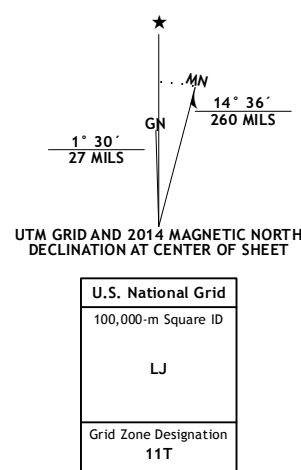 ★
MN
GN
14° 36´
260 MILS
1° 30´
27 MILS
UTM GRID AND 2014 MAGNETIC NORTH
DECLINATION AT CENTER OF SHEET
U.S. National Grid
100,000-m Square ID
LJ
Grid Zone Designation
11T